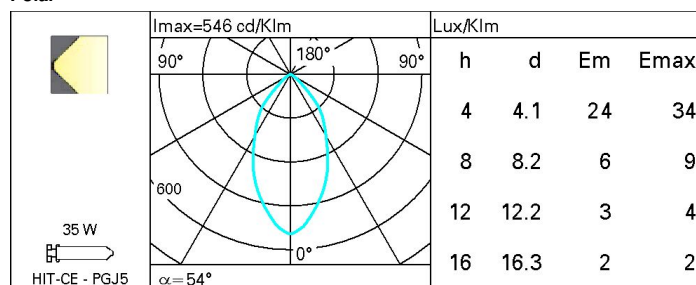 Imax=546 cd/Klm
90°
180°
90°
600
0°
α=54°
35 W
HIT-CE - PGJ5
Lux/Klm
h d Em Emax
4 4.1 24 34
8 8.2 6 9
12 12.2 3 4
16 16.3 2 2